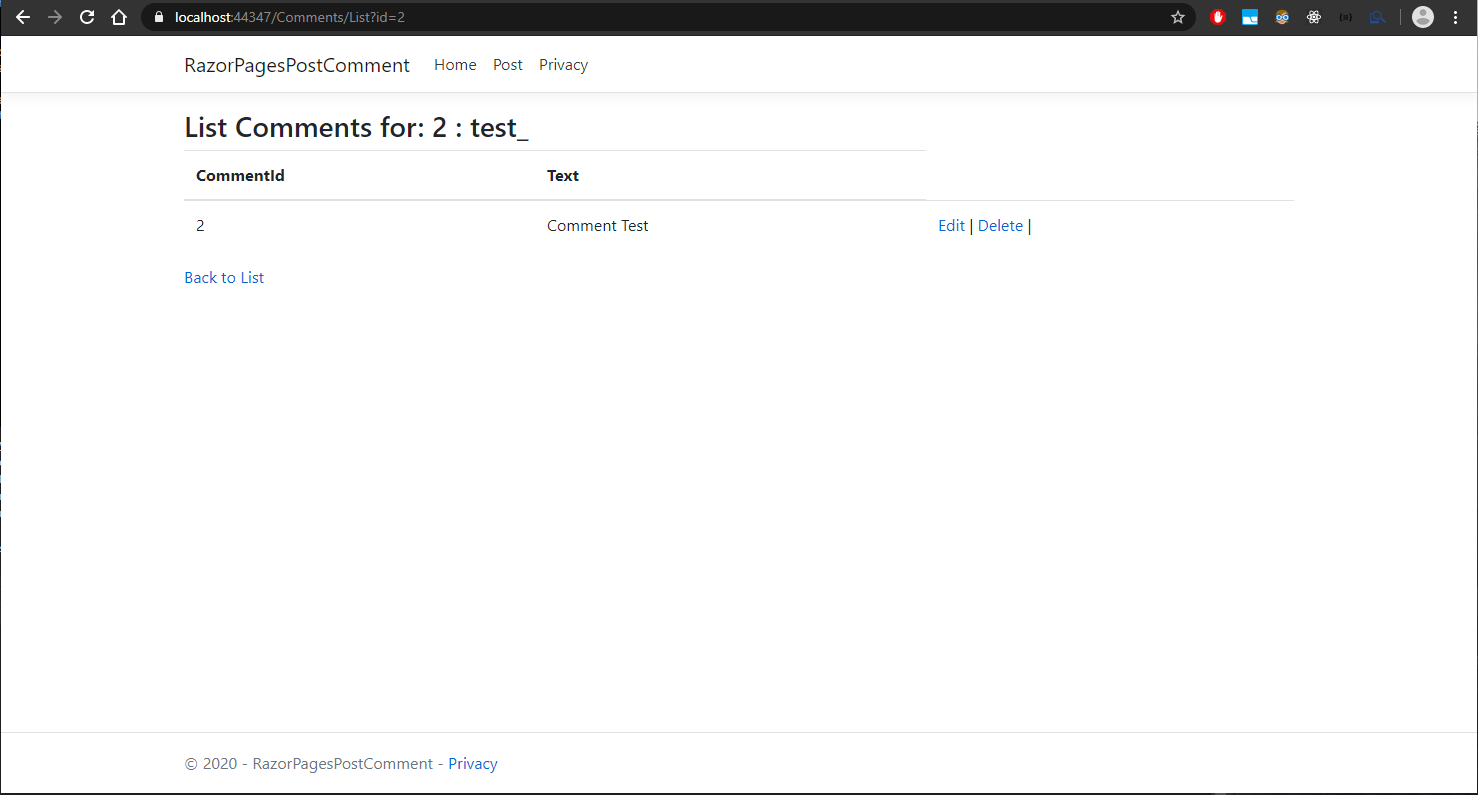 localhost:44347/Comments/List?id=2
RazorPagesPostComment Home Post Privacy
List Comments for: 2 : test_
CommentId Text
2 Comment Test Edit | Delete |
Back to List
© 2020 - RazorPagesPostComment - Privacy